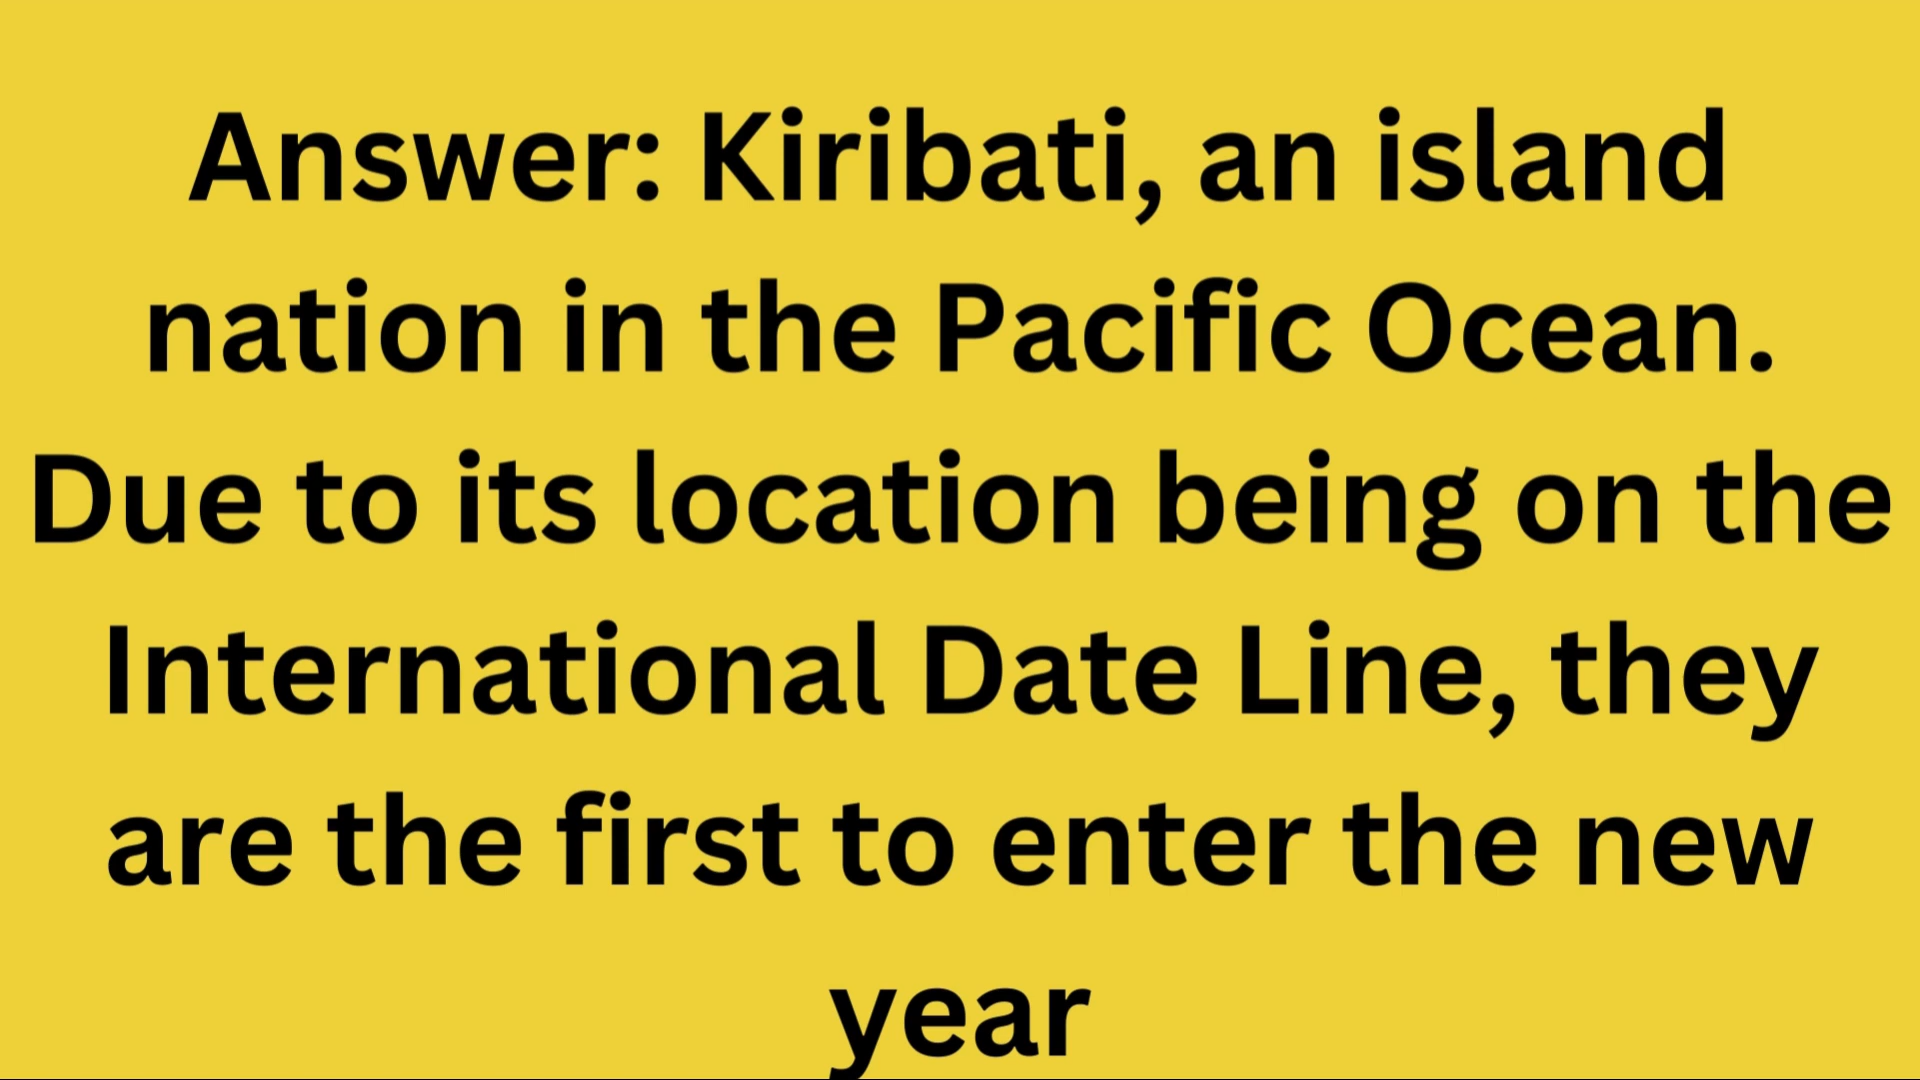 Answer: Kiribati, an island
nation in the Pacific Ocean.
Due to its location being on the
International Date Line, they
are the first to enter the new
year